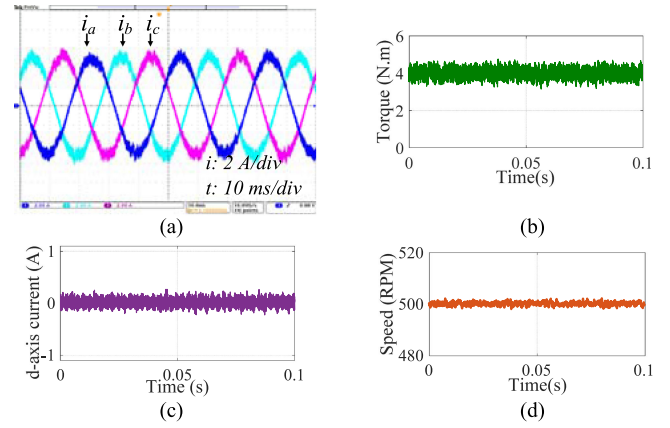 i_a i_b i_c
i: 2 A/div
t: 10 ms/div
(a)
Torque (N.m)
6
4
2
0
0
0.05
0.1
Time(s)
(b)
d-axis current (A)
1
0
-1
0
0.05
0.1
Time (s)
(c)
Speed (RPM)
520
500
480
0
0.05
0.1
Time(s)
(d)